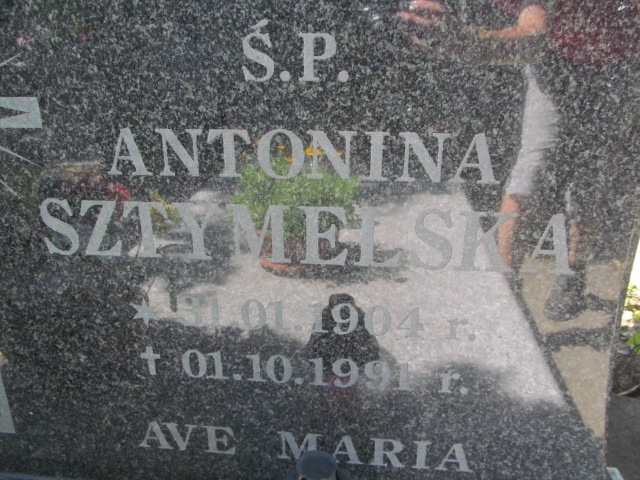 Ś.P.
ANTONINA
SZTYMELSKA
★ 31.01.1904 r.
✝ 01.10.1991 r.
AVE MARIA